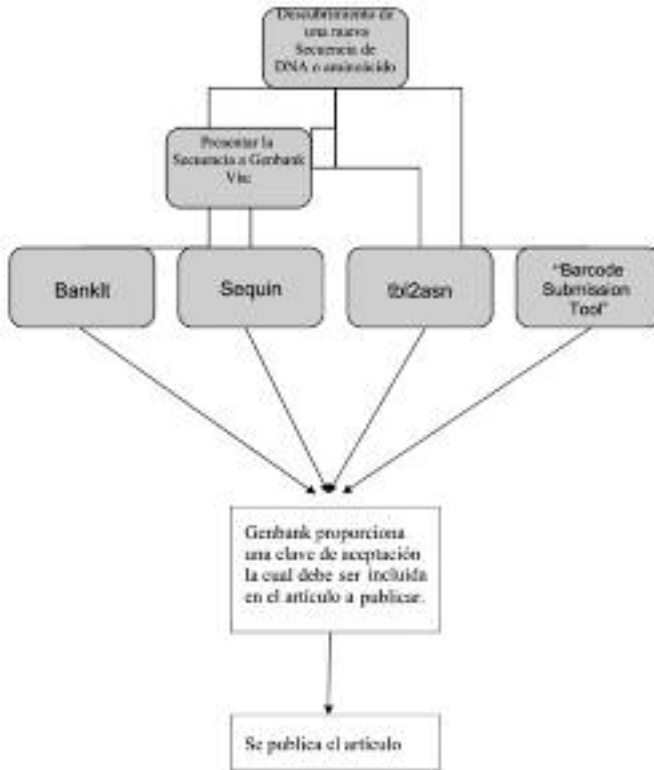 Descubrimiento de
una nuevo
Secuencia de
DNA o aminoácido
Presentar la
Secuencia a Genbank
Vía:
BankIt
Sequin
tbl2asn
"Barcode
Submission
Tool"
Genbank proporciona
una clave de aceptación
la cual debe ser incluida
en el artículo a publicar.
Se publica el artículo